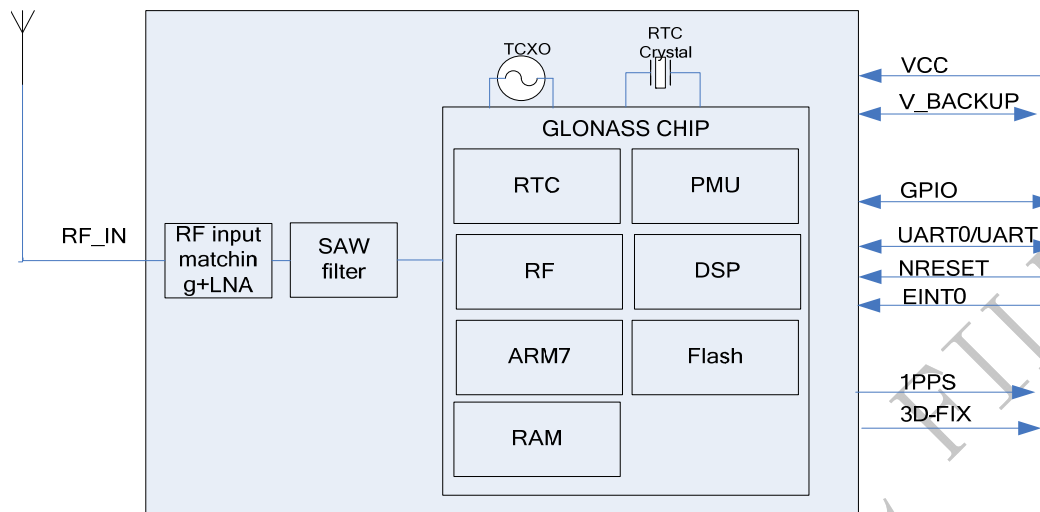 TCXO
RTC
Crystal
GLONASS CHIP
RTC
PMU
RF
DSP
ARM7
Flash
RAM
RF_IN
RF input
matchin
g+LNA
SAW
filter
VCC
V_BACKUP
GPIO
UART0/UART
NRESET
EINT0
1PPS
3D-FIX